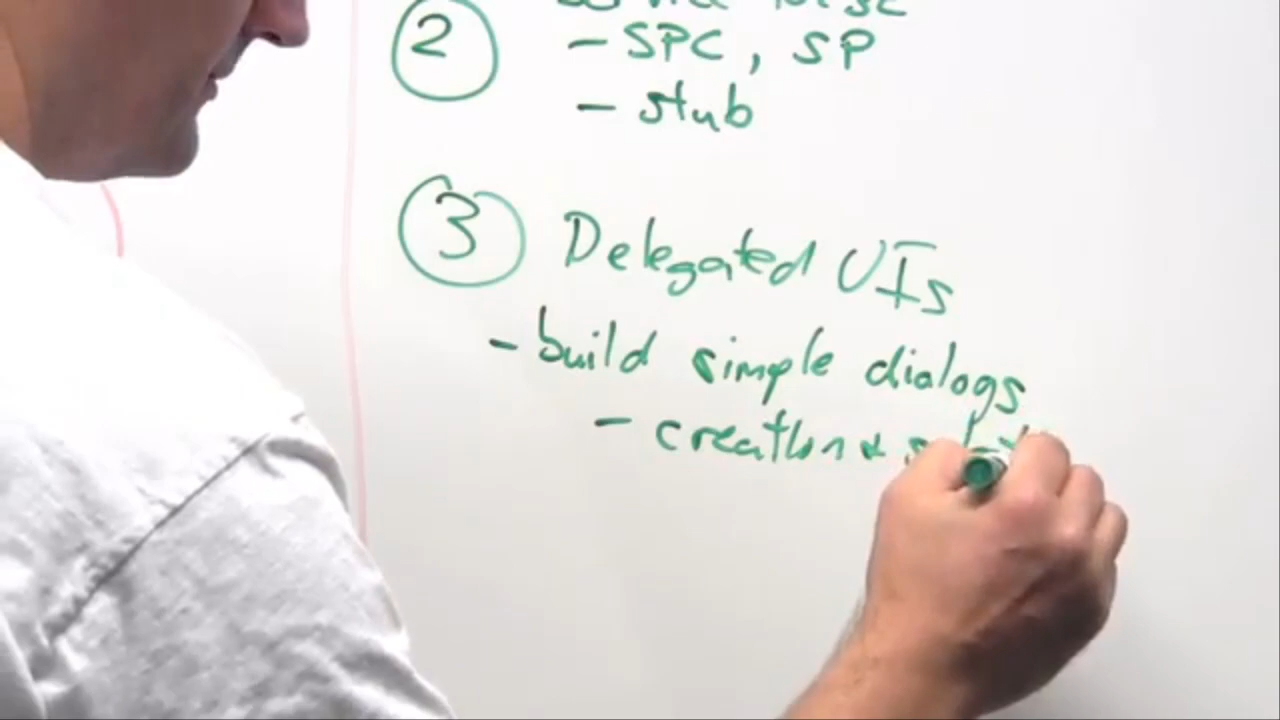 2
- SPC, SP
- stub
3 Delegated UIs
- build simple dialogs
- creation &